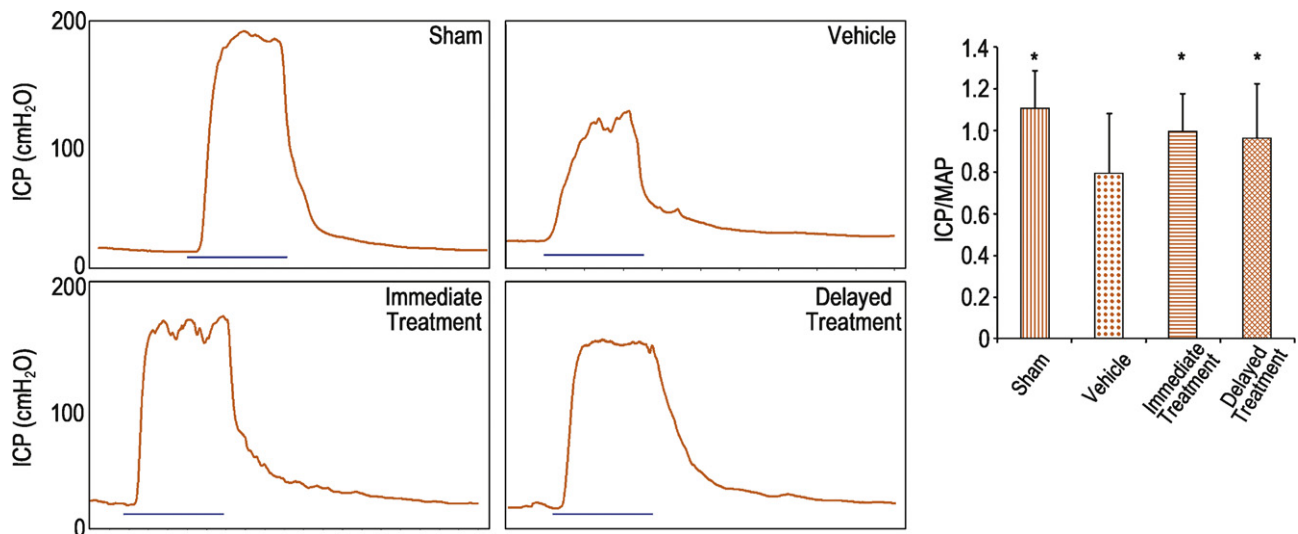 200
100
0
ICP (cmH₂O)
Sham
Vehicle
200
100
0
ICP (cmH₂O)
Immediate
Treatment
Delayed
Treatment
1.4
1.2
1.0
0.8
0.6
0.4
0.2
0
ICP/MAP
*
*
*
Sham
Vehicle
Immediate
Treatment
Delayed
Treatment